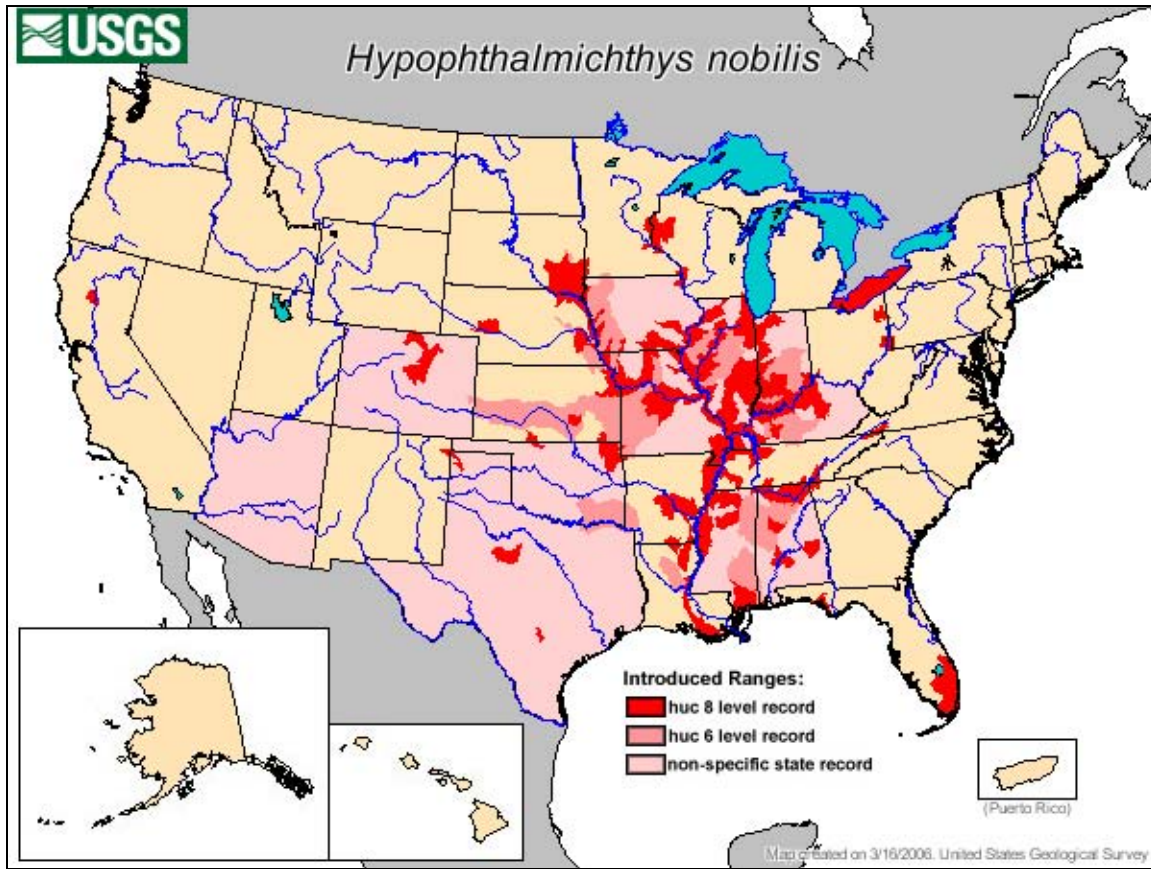 USGS
Hypophthalmichthys nobilis
Introduced Ranges:
huc 8 level record
huc 6 level record
non-specific state record
(Puerto Rico)
Map created on 3/16/2006. United States Geological Survey